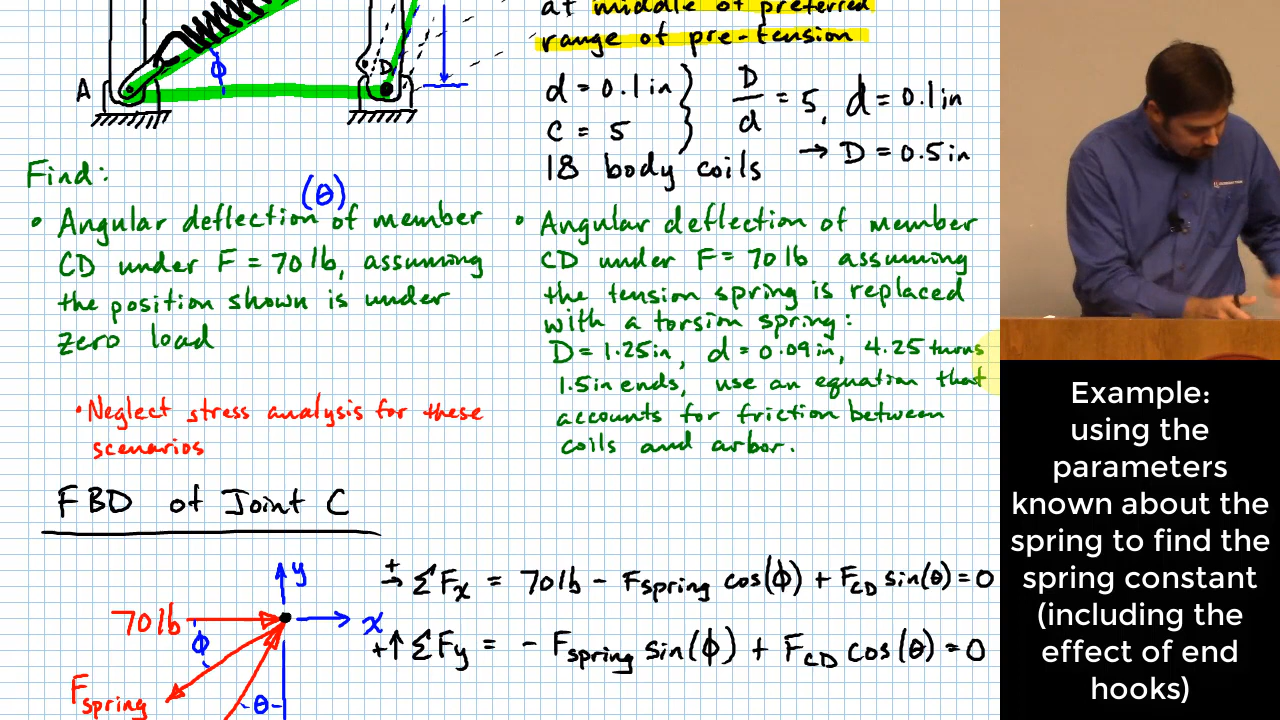 at middle of preferred
range of pre-tension
A
ϕ
D
d = 0.1 in
C = 5
D/d = 5, d = 0.1 in
→ D = 0.5 in
18 body coils
Find:
(θ)
• Angular deflection of member
CD under F = 70 lb, assuming
the position shown is under
zero load
• Neglect stress analysis for these
scenarios
• Angular deflection of member
CD under F = 70 lb assuming
the tension spring is replaced
with a torsion spring:
D = 1.25 in, d = 0.09 in, 4.25 turns
1.5 in ends, use an equation that
accounts for friction between
coils and arbor.
FBD of Joint C
y
x
70 lb
ϕ
Fspring
θ
+→ ΣFx = 70 lb - Fspring cos(ϕ) + FCD sin(θ) = 0
+↑ ΣFy = - Fspring sin(ϕ) + FCD cos(θ) = 0
Example:
using the
parameters
known about the
spring to find the
spring constant
(including the
effect of end
hooks)